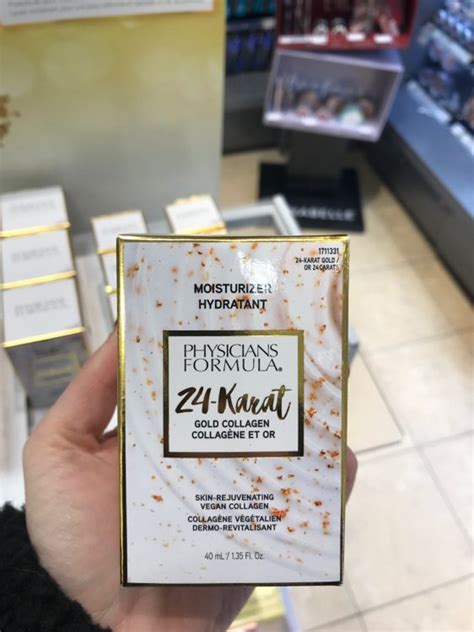 1711331
24-KARAT GOLD /
OR 24 CARATS
MOISTURIZER
HYDRATANT
PHYSICIANS
FORMULA®
24-Karat
GOLD COLLAGEN
COLLAGÈNE ET OR
SKIN-REJUVENATING
VEGAN COLLAGEN
COLLAGÈNE VÉGÉTALIEN
DERMO-REVITALISANT
40 mL / 1.35 Fl. Oz.